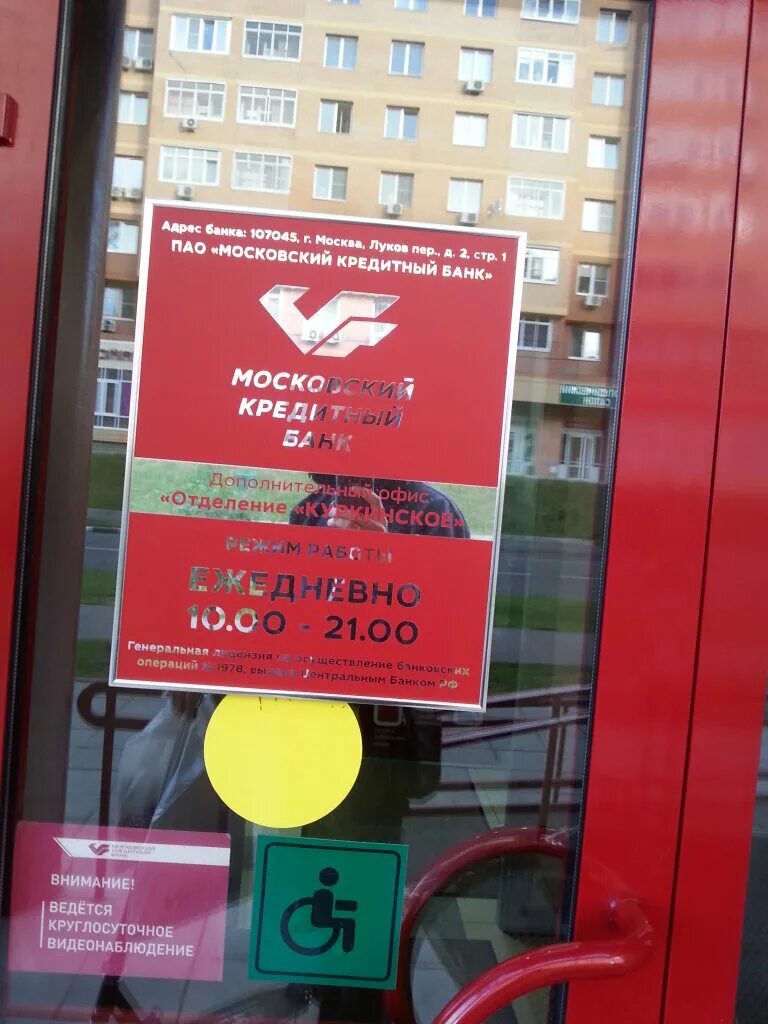 Адрес банка: 107045, г. Москва, Луков пер., д. 2, стр. 1
ПАО «МОСКОВСКИЙ КРЕДИТНЫЙ БАНК»
МОСКОВСКИЙ
КРЕДИТНЫЙ
БАНК
Дополнительный офис
«Отделение «КУРКИНСКОЕ»
РЕЖИМ РАБОТЫ
ЕЖЕДНЕВНО
10.00 - 21.00
Генеральная лицензия на осуществление банковских
операций №1978, выдана Центральным Банком РФ
САЛОН
МОСКОВСКИЙ
КРЕДИТНЫЙ
БАНК
ВНИМАНИЕ!
ВЕДЁТСЯ
КРУГЛОСУТОЧНОЕ
ВИДЕОНАБЛЮДЕНИЕ